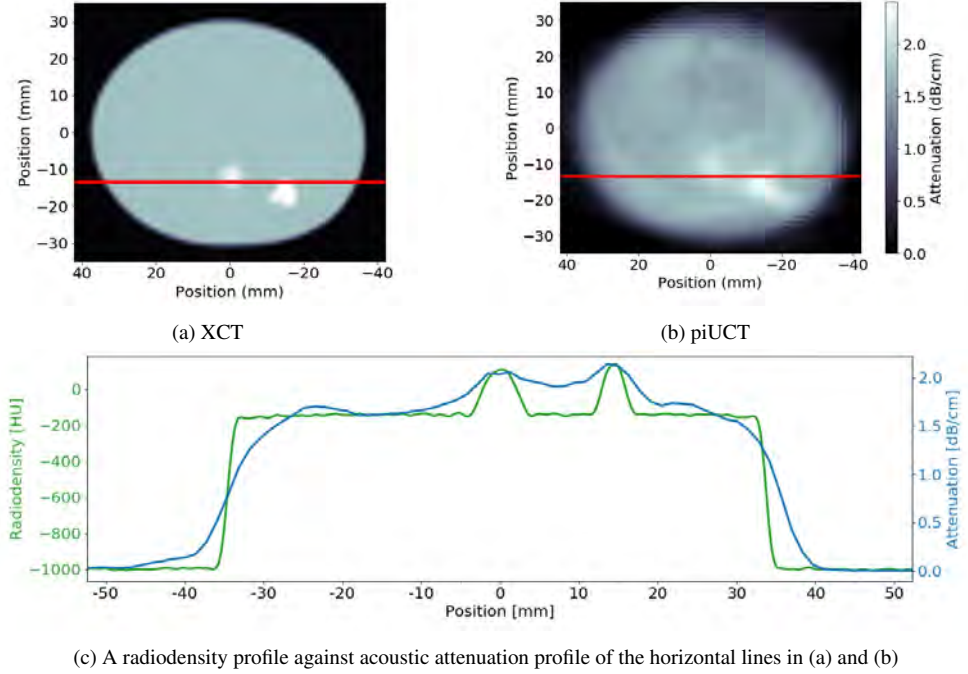 30
20
10
0
−10
−20
−30
Position (mm)
40 20 0 −20 −40
Position (mm)
(a) XCT
30
20
10
0
−10
−20
−30
Position (mm)
40 20 0 −20 −40
Position (mm)
2.0
1.5
1.0
0.5
0.0
Attenuation (dB/cm)
(b) piUCT
0
−200
−400
−600
−800
−1000
Radiodensity [HU]
2.0
1.5
1.0
0.5
0.0
Attenuation [dB/cm]
-50 -40 -30 -20 -10 0 10 20 30 40 50
Position [mm]
(c) A radiodensity profile against acoustic attenuation profile of the horizontal lines in (a) and (b)